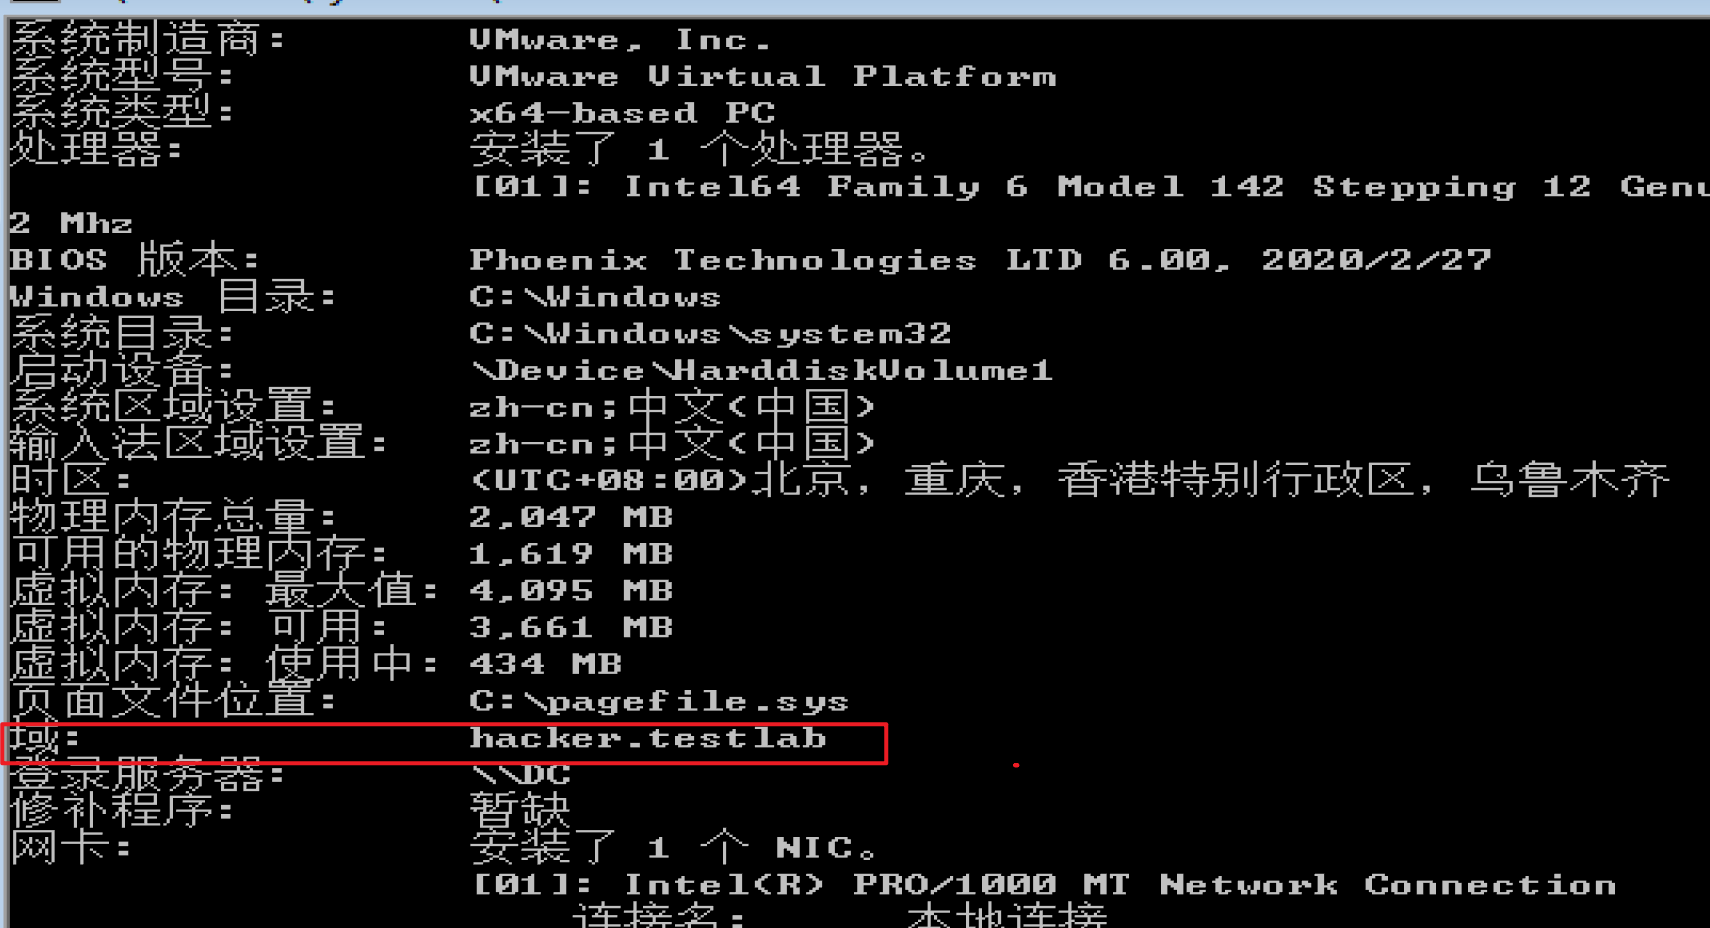 系统制造商:          VMware, Inc.
系统型号:            VMware Virtual Platform
系统类型:            x64-based PC
处理器:              安装了 1 个处理器。
[01]: Intel64 Family 6 Model 142 Stepping 12
2 Mhz
BIOS 版本:           Phoenix Technologies LTD 6.00, 2020/2/27
Windows 目录:        C:\Windows
系统目录:            C:\Windows\system32
启动设备:            \Device\HarddiskVolume1
系统区域设置:        zh-cn;中文(中国)
输入法区域设置:      zh-cn;中文(中国)
时区:                (UTC+08:00)北京，重庆，香港特别行政区，乌鲁木齐
物理内存总量:        2,047 MB
可用的物理内存:      1,619 MB
虚拟内存: 最大值:    4,095 MB
虚拟内存: 可用:      3,661 MB
虚拟内存: 使用中:    434 MB
页面文件位置:        C:\pagefile.sys
域:                  hacker.testlab
登录服务器:          \\DC
修补程序:            暂缺
网卡:                安装了 1 个 NIC。
[01]: Intel(R) PRO/1000 MT Network Connection
连接名:      本地连接